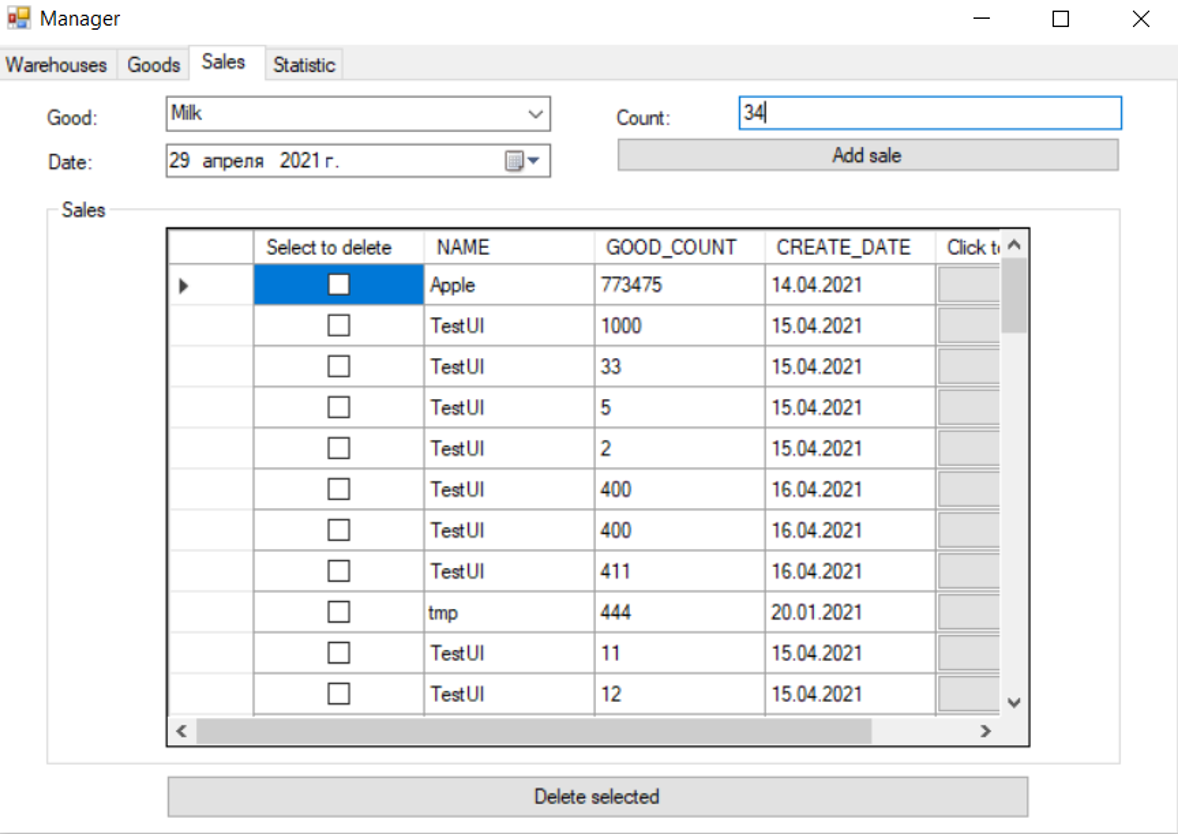 Manager
Warehouses Goods Sales Statistic
Good: Milk Count: 34
Date: 29 апреля 2021 г. Add sale
Sales
Select to delete NAME GOOD_COUNT CREATE_DATE Click
Apple 773475 14.04.2021
TestUI 1000 15.04.2021
TestUI 33 15.04.2021
TestUI 5 15.04.2021
TestUI 2 15.04.2021
TestUI 400 16.04.2021
TestUI 400 16.04.2021
TestUI 411 16.04.2021
tmp 444 20.01.2021
TestUI 11 15.04.2021
TestUI 12 15.04.2021
Delete selected